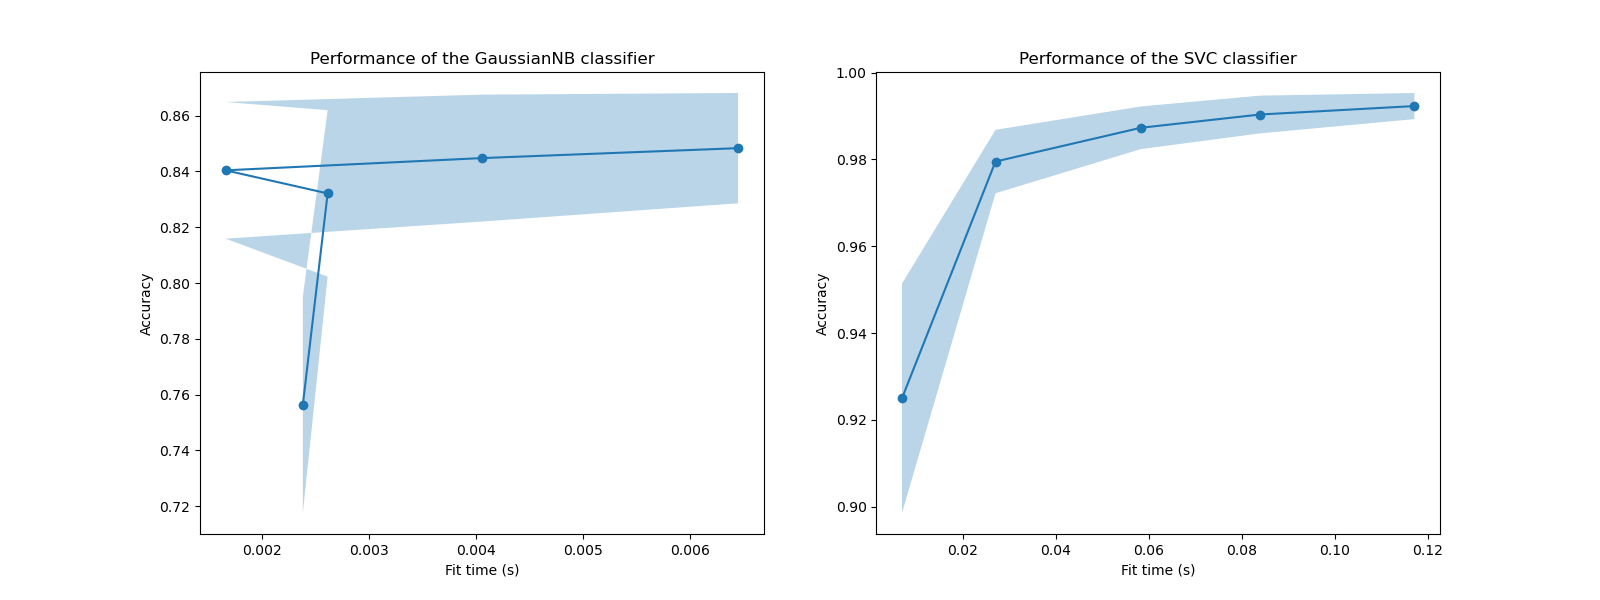 Performance of the GaussianNB classifier
Accuracy
0.86
0.84
0.82
0.80
0.78
0.76
0.74
0.72
0.002 0.003 0.004 0.005 0.006
Fit time (s)
Performance of the SVC classifier
Accuracy
1.00
0.98
0.96
0.94
0.92
0.90
0.02 0.04 0.06 0.08 0.10 0.12
Fit time (s)